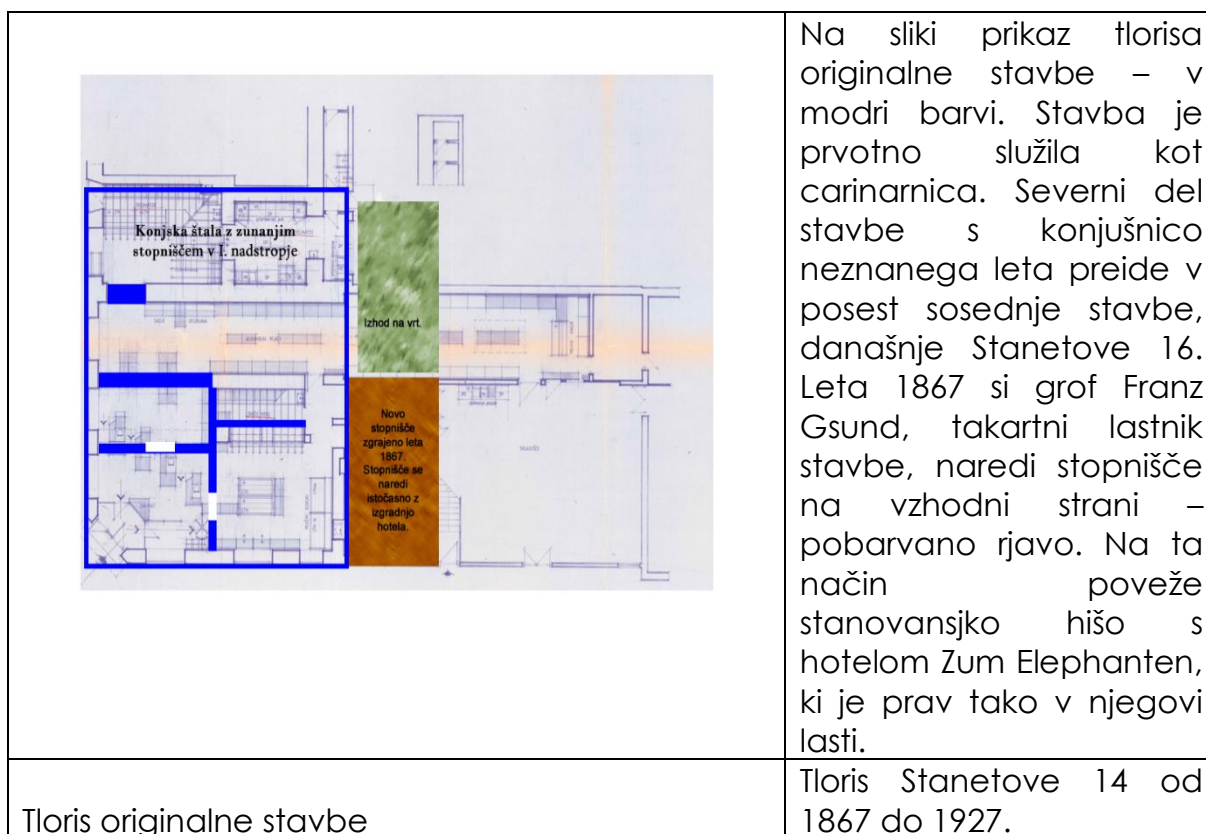 Konjska štala z zunanjim
stopniščem v I. nadstropje
Izhod na vrt.
Novo
stopnišče
zgrajeno leta
1867.
Stopnišče se
naredi
istočasno z
izgradnjo
hotela.
Na sliki prikaz tlorisa
originalne stavbe – v
modri barvi. Stavba je
prvotno služila kot
carinarnica. Severni del
stavbe s konjušnico
neznanega leta preide v
posest sosednje stavbe,
današnje Stanetove 16.
Leta 1867 si grof Franz
Gsund, takartni lastnik
stavbe, naredi stopnišče
na vzhodni strani –
pobarvano rjavo. Na ta
način poveže
stanovansjko hišo s
hotelom Zum Elephanten,
ki je prav tako v njegovi
lasti.
Tloris originalne stavbe
Tloris Stanetove 14 od
1867 do 1927.